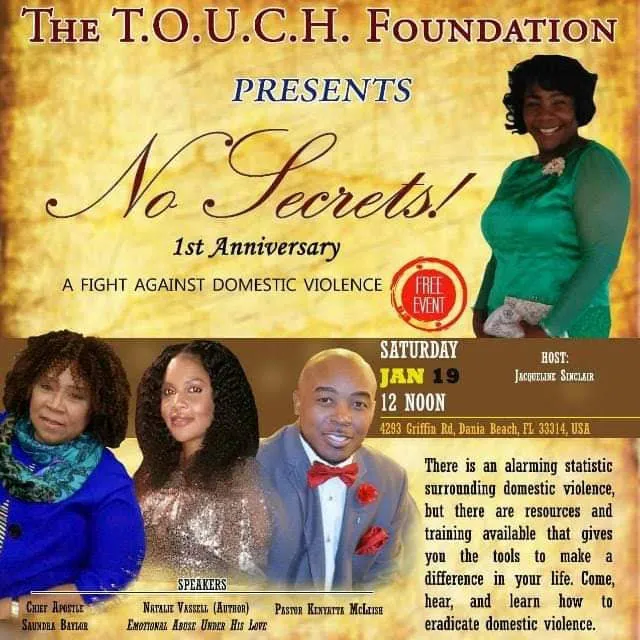 The T.O.U.C.H. Foundation
PRESENTS
No Secrets!
1st Anniversary
A FIGHT AGAINST DOMESTIC VIOLENCE
FREE
EVENT
SATURDAY
JAN 19
12 NOON
4293 Griffin Rd, Dania Beach, FL 33314, USA
HOST:
Jacqueline Sinclair
There is an alarming statistic
surrounding domestic violence,
but there are resources and
training available that gives
you the tools to make a
difference in your life. Come,
hear, and learn how to
eradicate domestic violence.
SPEAKERS
Chief Apostle
Saundra Baylor
Natalie Vassell (Author)
Emotional Abuse Under His Love
Pastor Kenyatta McLeish